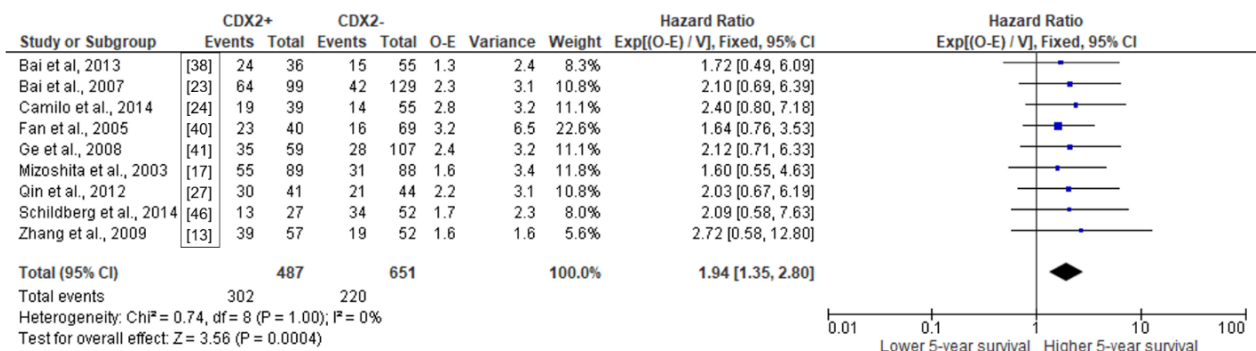 CDX2+ CDX2- Hazard Ratio Hazard Ratio
Study or Subgroup Events Total Events Total O-E Variance Weight Exp[(O-E) / V], Fixed, 95% CI Exp[(O-E) / V], Fixed, 95% CI
Bai et al, 2013 [38] 24 36 15 55 1.3 2.4 8.3% 1.72 [0.49, 6.09]
Bai et al., 2007 [23] 64 99 42 129 2.3 3.1 10.8% 2.10 [0.69, 6.39]
Camilo et al., 2014 [24] 19 39 14 55 2.8 3.2 11.1% 2.40 [0.80, 7.18]
Fan et al., 2005 [40] 23 40 16 69 3.2 6.5 22.6% 1.64 [0.76, 3.53]
Ge et al., 2008 [41] 35 59 28 107 2.4 3.2 11.1% 2.12 [0.71, 6.33]
Mizoshita et al., 2003 [17] 55 89 31 88 1.6 3.4 11.8% 1.60 [0.55, 4.63]
Qin et al., 2012 [27] 30 41 21 44 2.2 3.1 10.8% 2.03 [0.67, 6.19]
Schildberg et al., 2014 [46] 13 27 34 52 1.7 2.3 8.0% 2.09 [0.58, 7.63]
Zhang et al., 2009 [13] 39 57 19 52 1.6 1.6 5.6% 2.72 [0.58, 12.80]
Total (95% CI) 487 651 100.0% 1.94 [1.35, 2.80]
Total events 302 220
Heterogeneity: Chi² = 0.74, df = 8 (P = 1.00); I² = 0%
Test for overall effect: Z = 3.56 (P = 0.0004)
0.01 0.1 1 10 100
Lower 5-year survival Higher 5-year survival